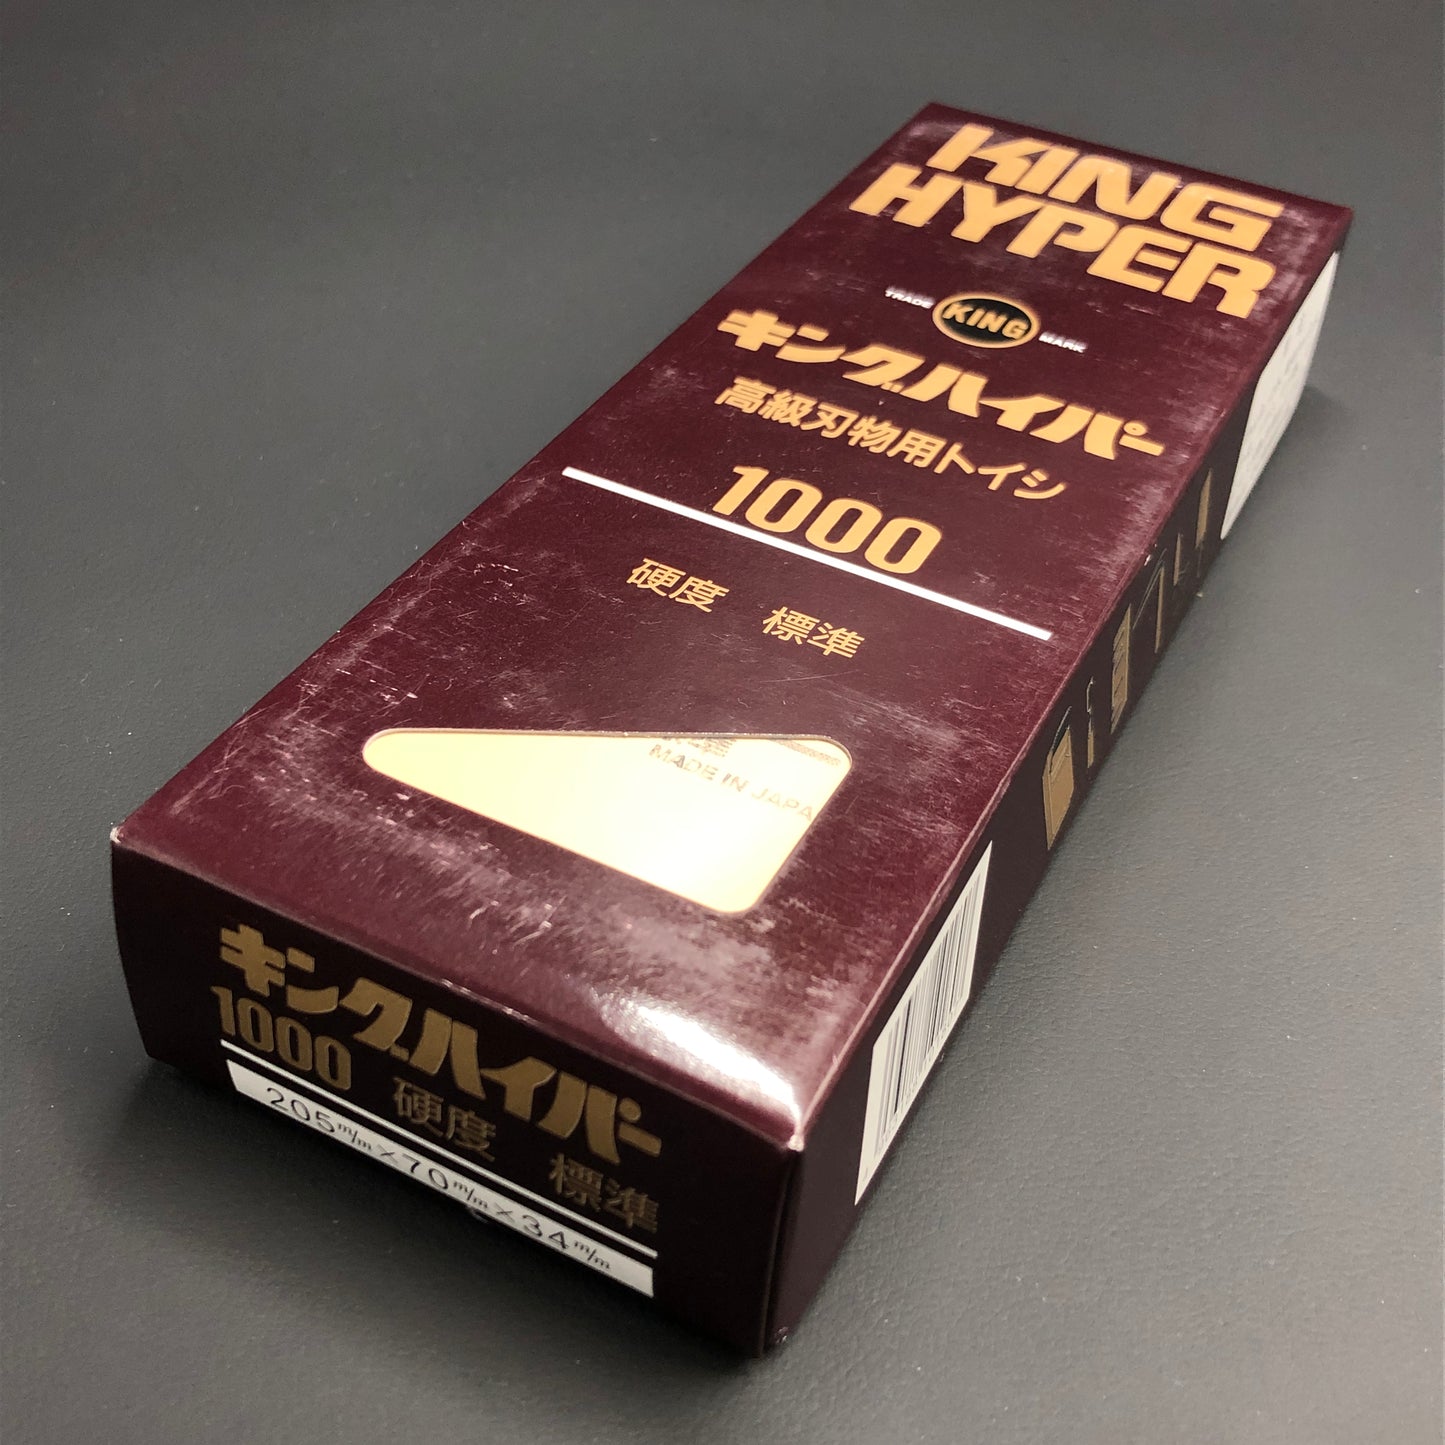 KING
HYPER
TRADE KING MARK
キングハイパー
高級刃物用トイシ
1000
硬度 標準
MADE IN JAPA
キングハイパー
1000 硬度 標準
205m/m×70m/m×34m/m